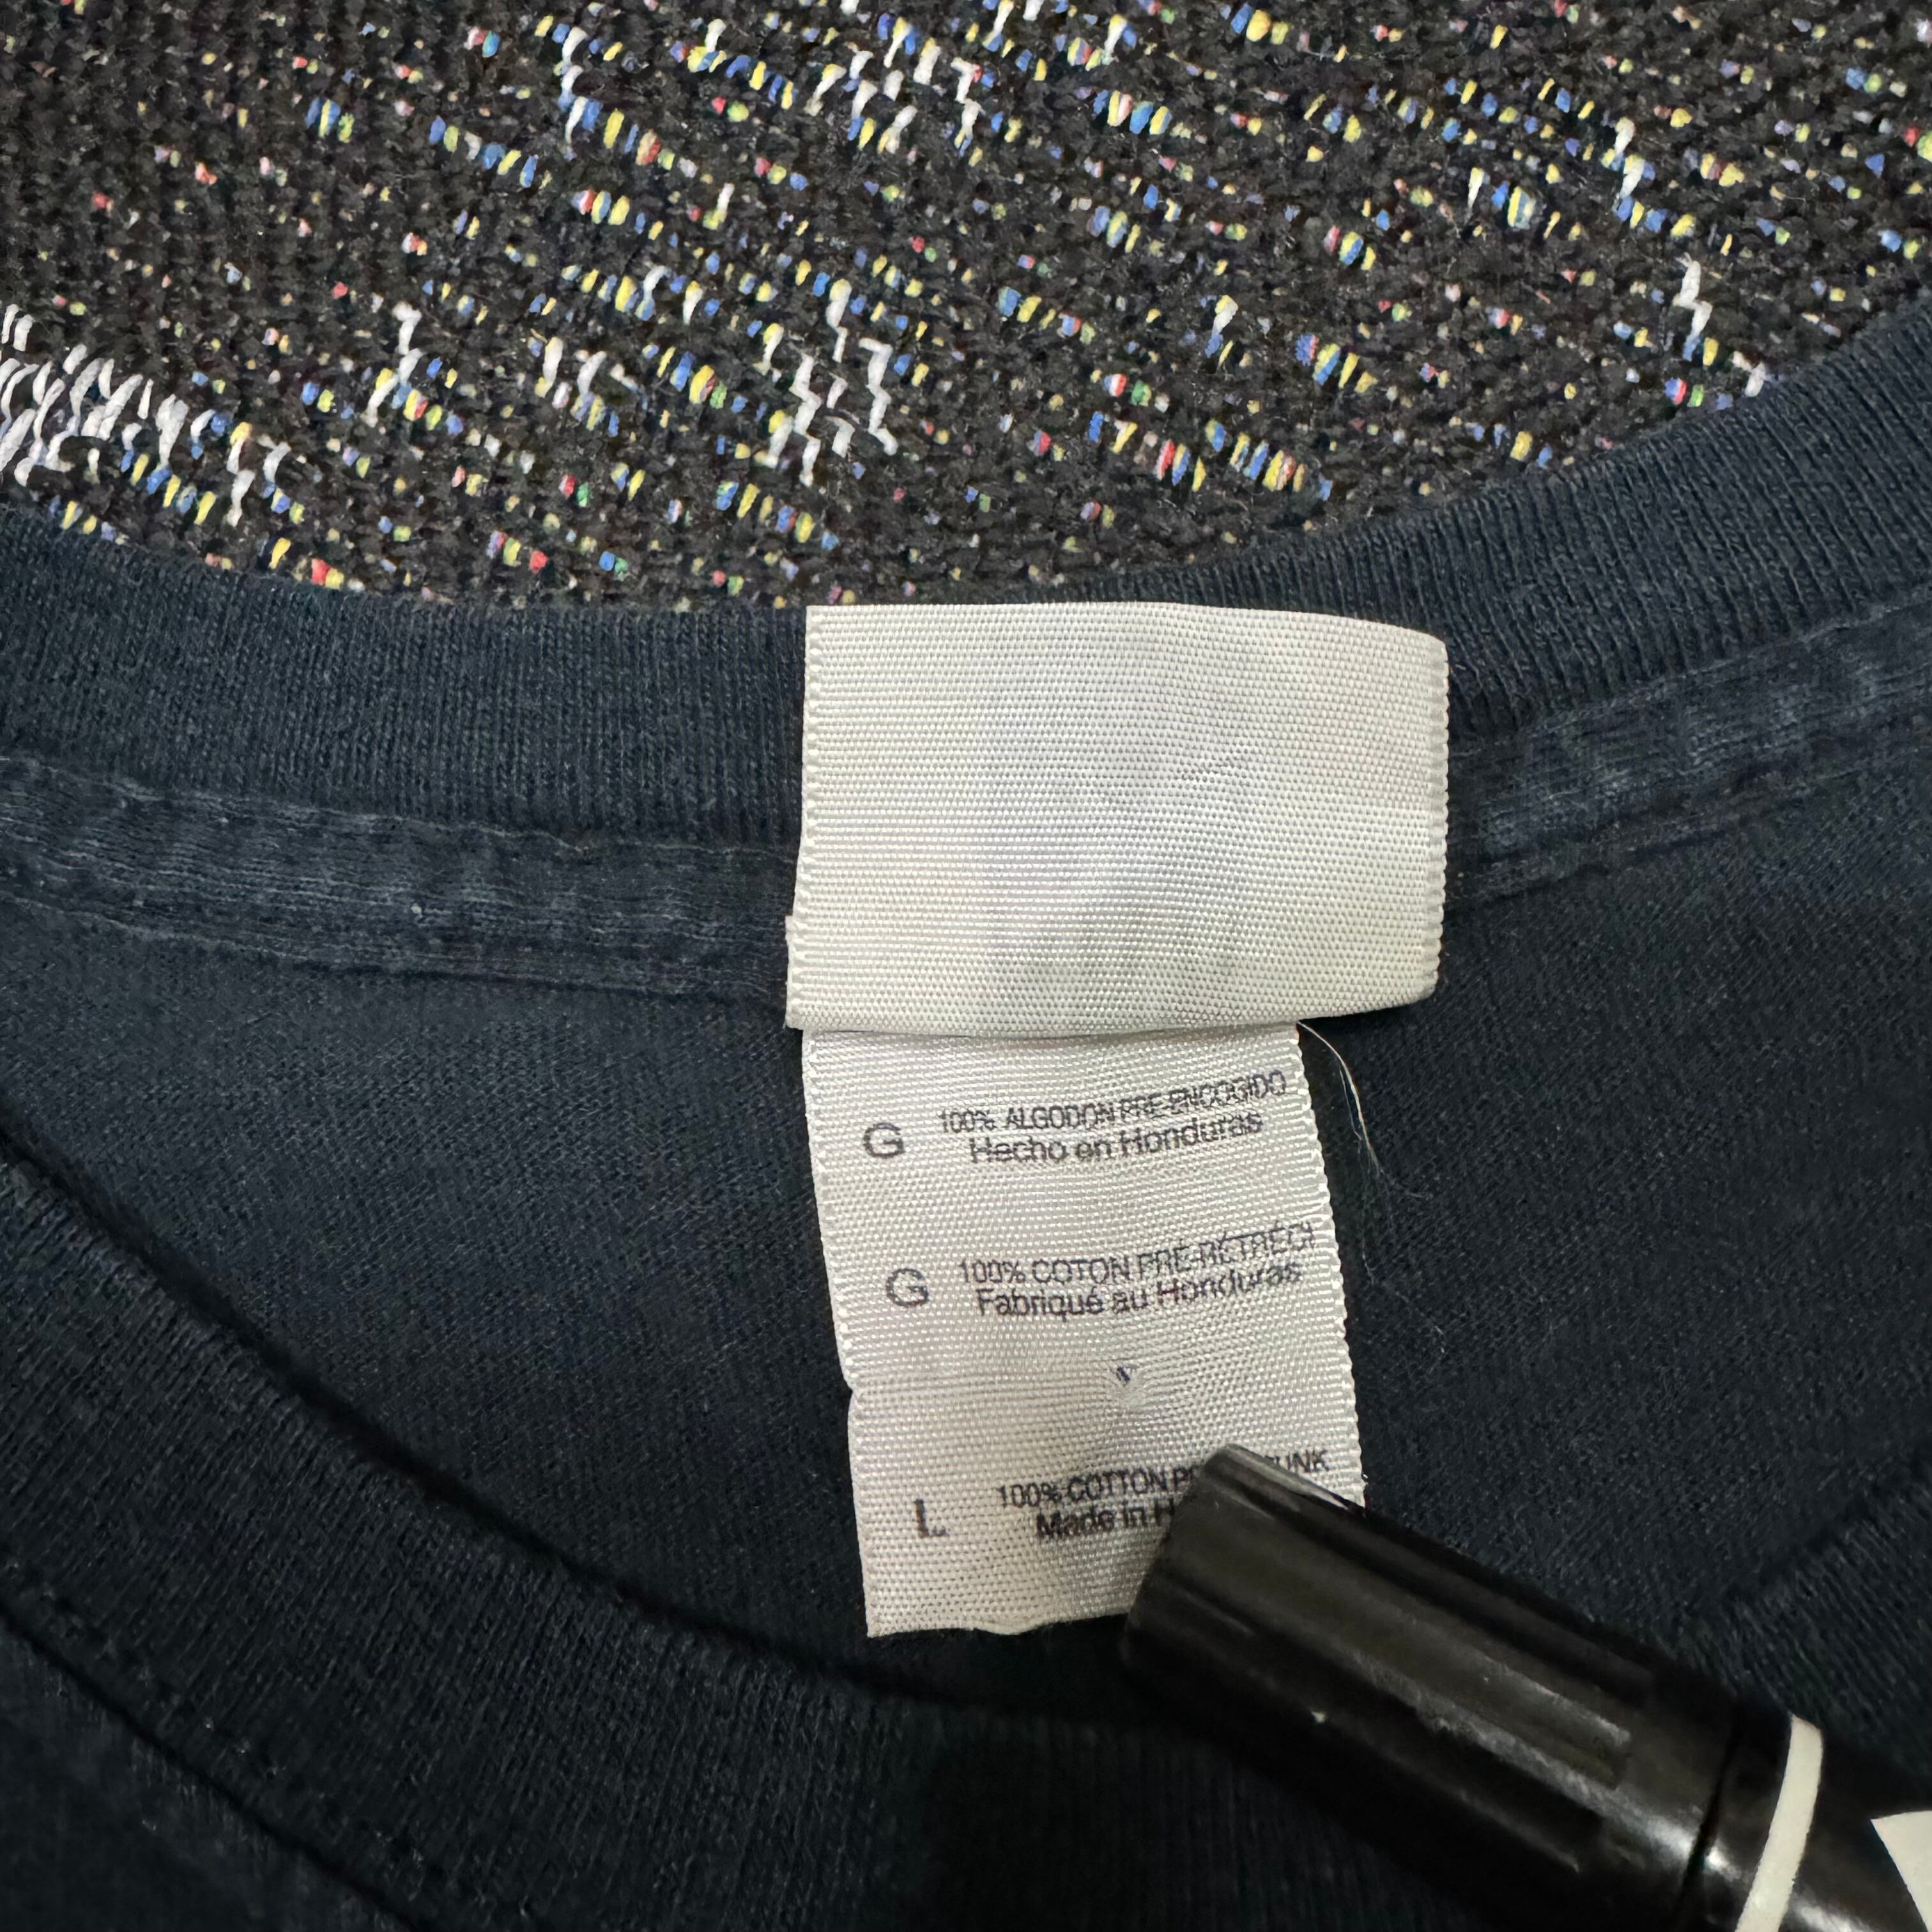 G 100% ALGODON PRE-ENCOGIDO
Hecho en Honduras
G 100% COTON PRÉ-RÉTRÉCI
Fabriqué au Honduras
L 100% COTTON
Made in